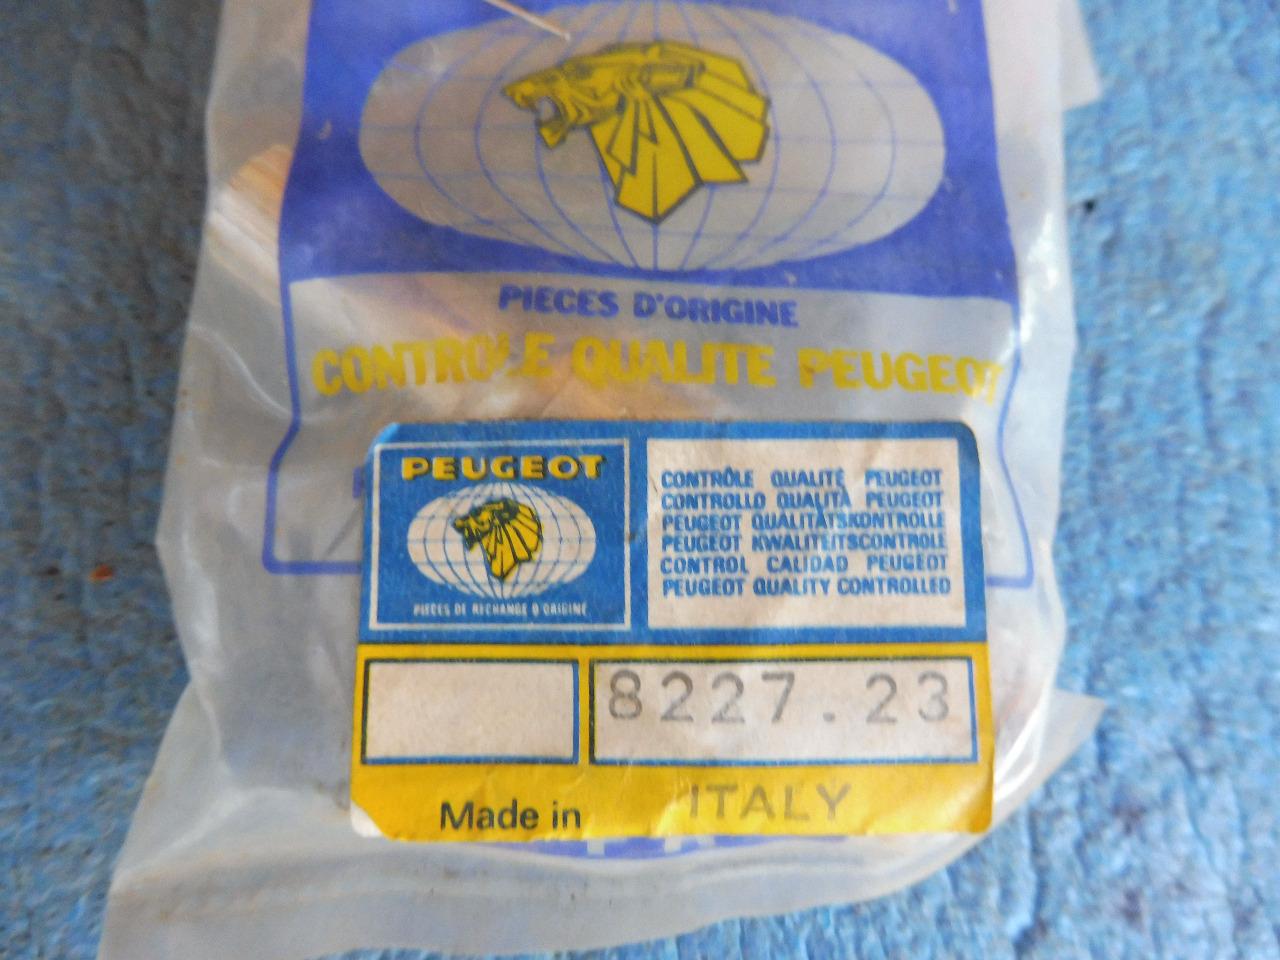 PIECES D'ORIGINE
CONTROLE QUALITE PEUGEOT
PEUGEOT
PIECES DE RECHANGE D'ORIGINE
CONTRÔLE QUALITÉ PEUGEOT
CONTROLLO QUALITÀ PEUGEOT
PEUGEOT QUALITÄTSKONTROLLE
PEUGEOT KWALITEITSCONTROLE
CONTROL CALIDAD PEUGEOT
PEUGEOT QUALITY CONTROLLED
8227.23
Made in ITALY